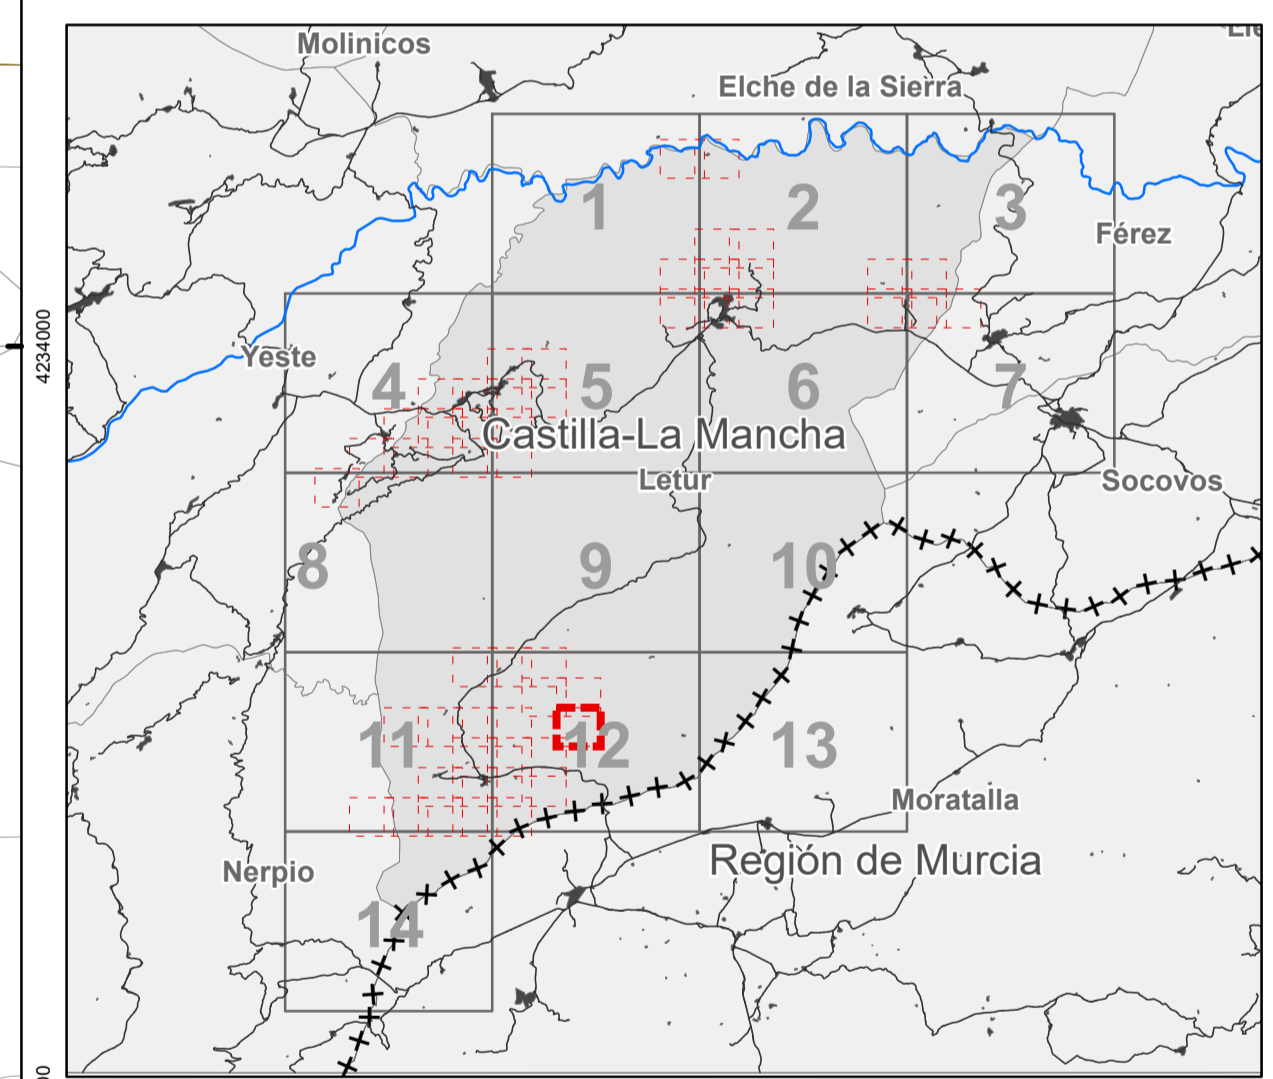 Molinicos
Elche de la Sierra
1
2
3
Férez
4234000
Yeste
4
5
6
7
Castilla-La Mancha
Letur
Socovos
8
9
10
11
12
13
Moratalla
Región de Murcia
Nerpio
14